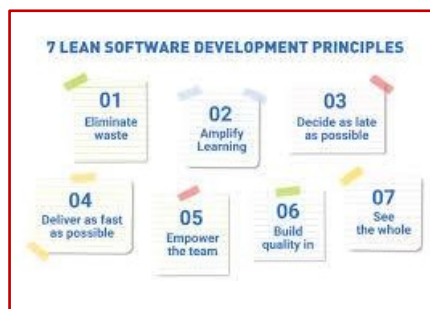 7 LEAN SOFTWARE DEVELOPMENT PRINCIPLES
01
Eliminate
waste
02
Amplify
Learning
03
Decide as late
as possible
04
Deliver as fast
as possible
05
Empower
the team
06
Build
quality in
07
See
the whole